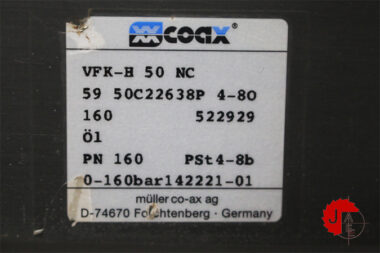 coax®
VFK-H 50 NC
59 50C22638P 4-80
160 522929
Öl
PN 160 PSt4-8b
0-160bar142221-01
müller co-ax ag
D-74670 Forchtenberg · Germany